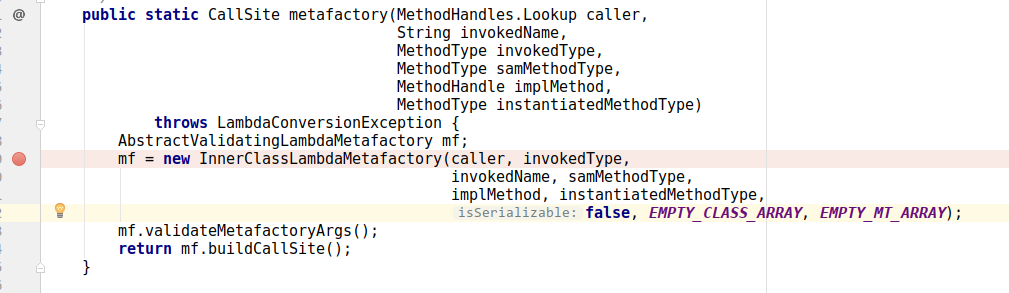 @ public static CallSite metafactory(MethodHandles.Lookup caller,
String invokedName,
MethodType invokedType,
MethodType samMethodType,
MethodHandle implMethod,
MethodType instantiatedMethodType)
throws LambdaConversionException {
AbstractValidatingLambdaMetafactory mf;
mf = new InnerClassLambdaMetafactory(caller, invokedType,
invokedName, samMethodType,
implMethod, instantiatedMethodType,
isSerializable: false, EMPTY_CLASS_ARRAY, EMPTY_MT_ARRAY);
mf.validateMetafactoryArgs();
return mf.buildCallSite();
}